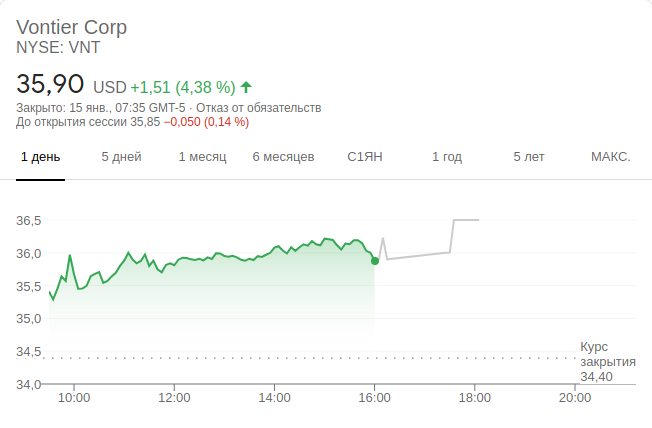 Vontier Corp
NYSE: VNT
35,90 USD +1,51 (4,38 %)
Закрыто: 15 янв., 07:35 GMT-5 · Отказ от обязательств
До открытия сессии 35,85 −0,050 (0,14 %)
1 день 5 дней 1 месяц 6 месяцев С1ЯН 1 год 5 лет МАКС.
36,5
36,0
35,5
35,0
34,5
34,0
Курс
закрытия
34,40
10:00 12:00 14:00 16:00 18:00 20:00